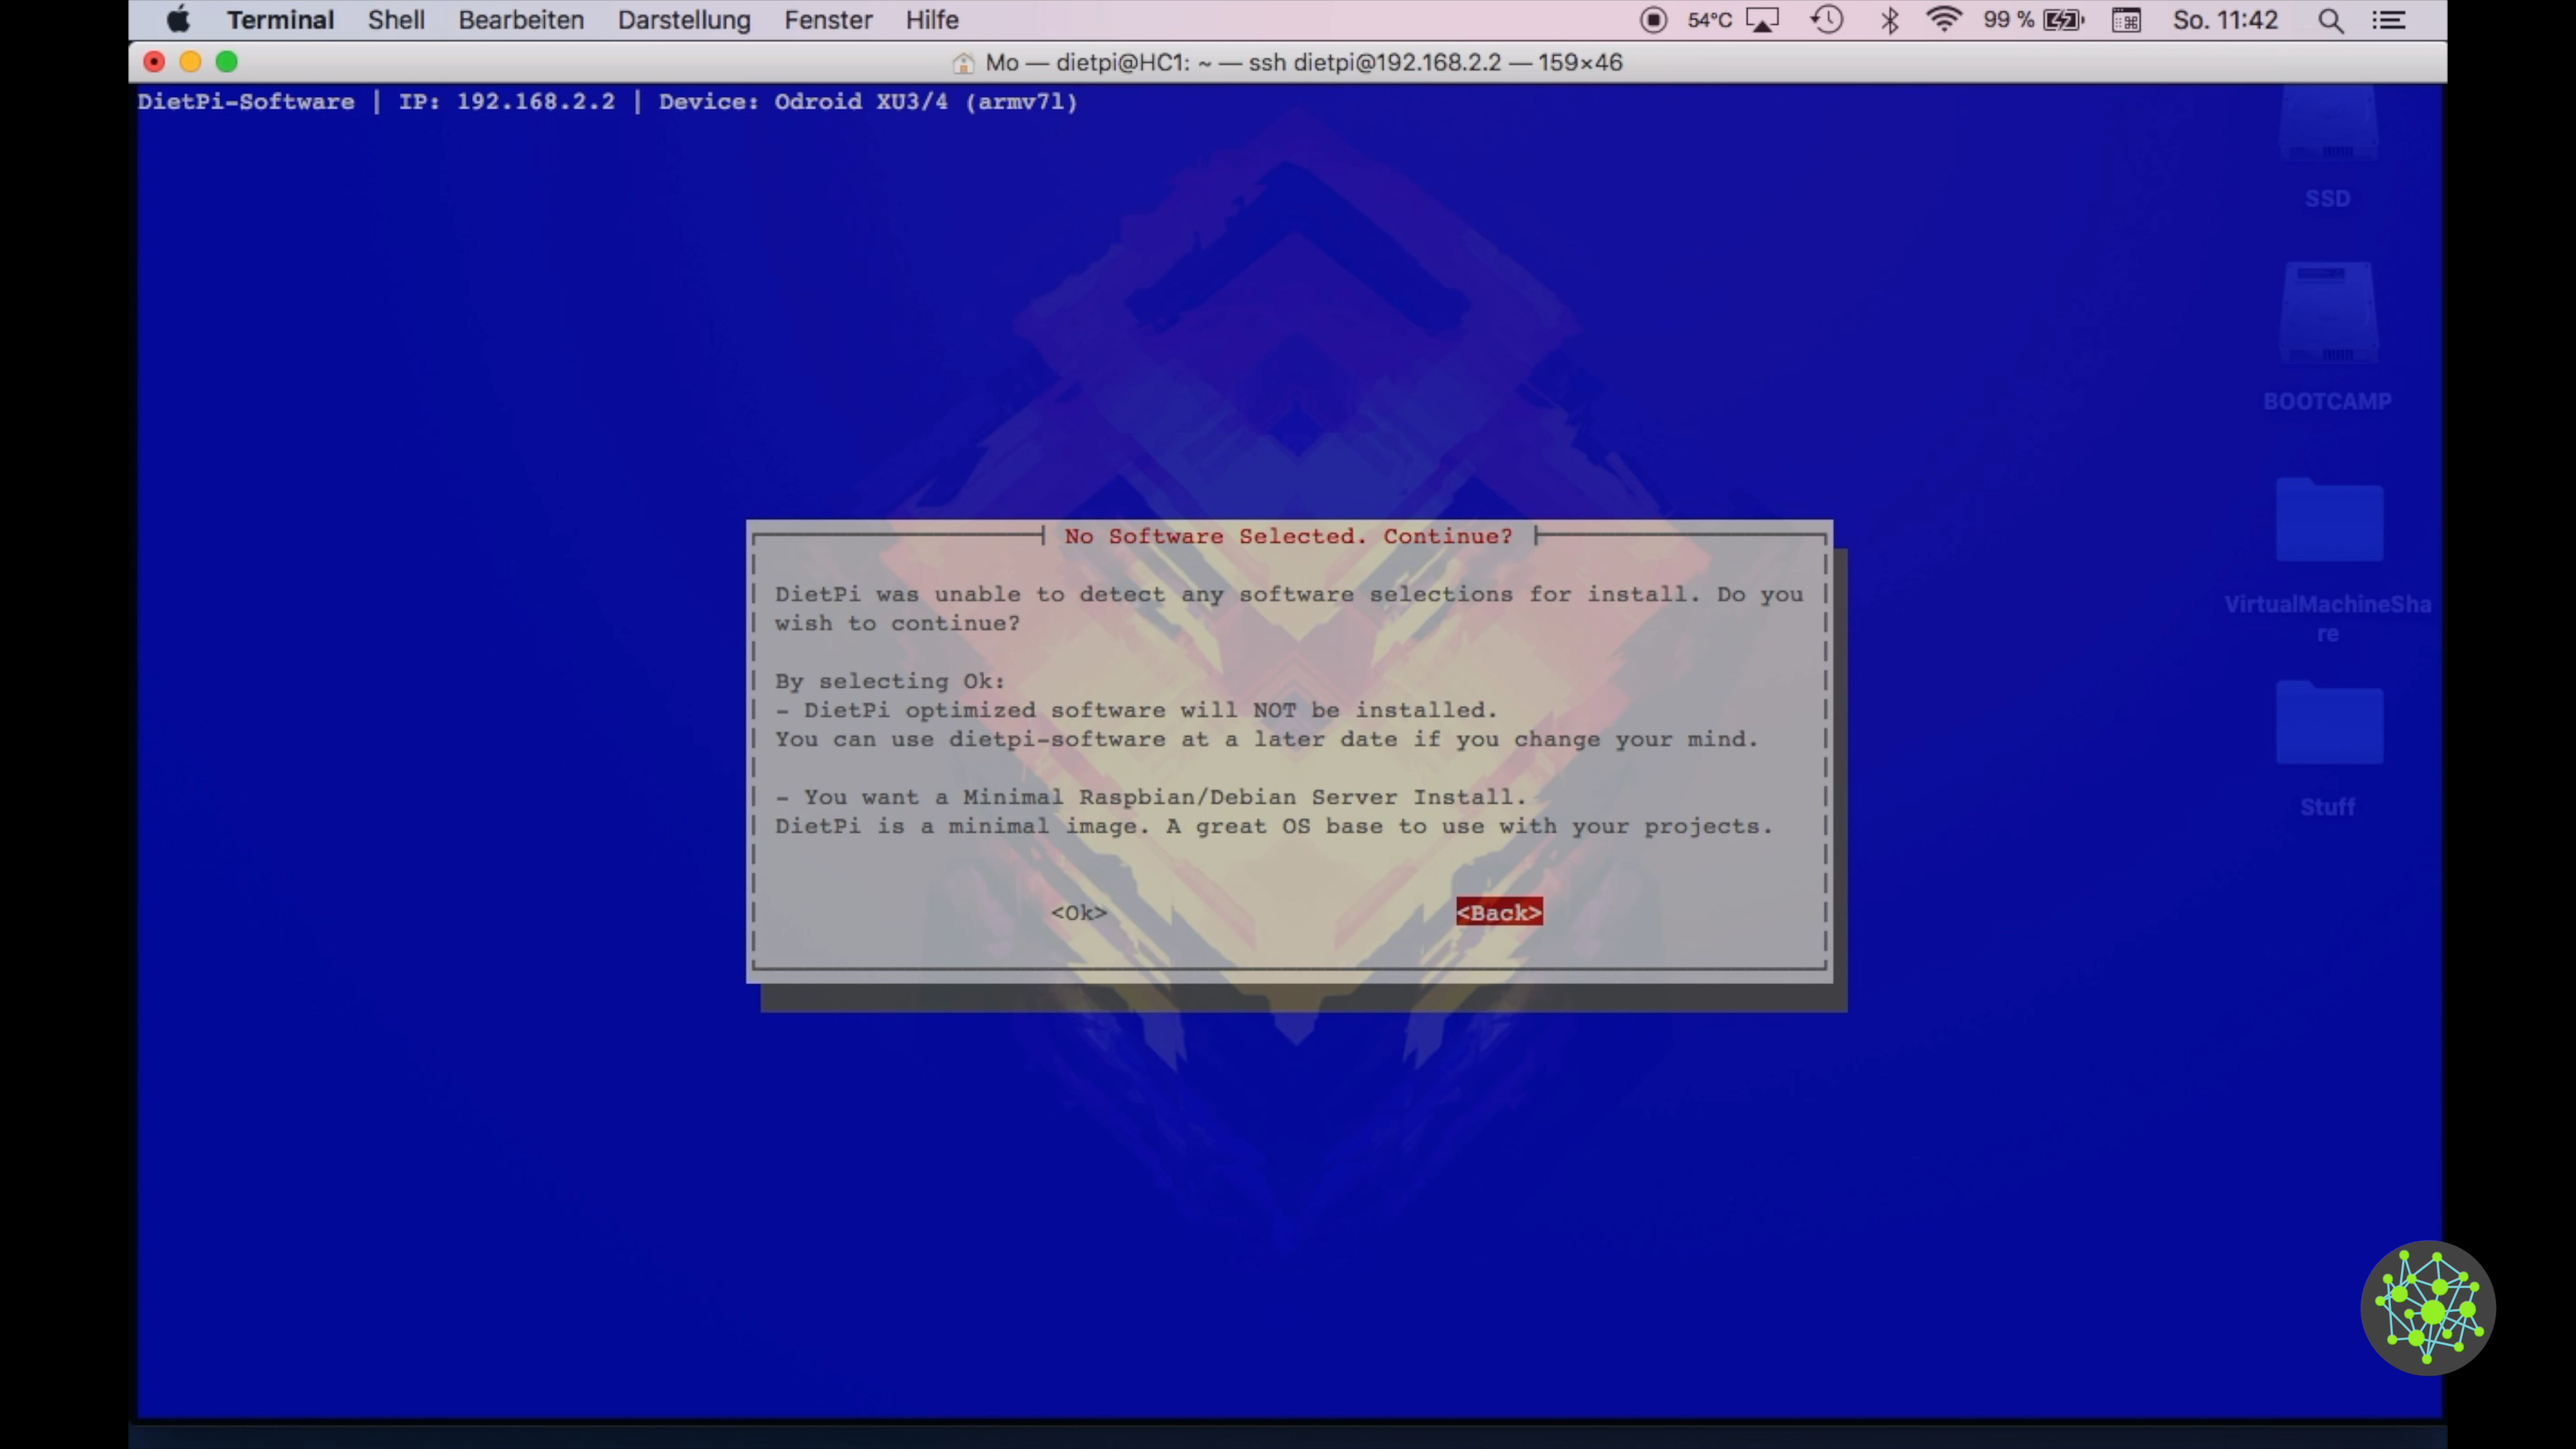 Terminal Shell Bearbeiten Darstellung Fenster Hilfe 54°C 99 % So. 11:42
Mo — dietpi@HC1: ~ — ssh dietpi@192.168.2.2 — 159×46
DietPi-Software | IP: 192.168.2.2 | Device: Odroid XU3/4 (armv7l)
SSD
BOOTCAMP
VirtualMachineSha
re
Stuff
No Software Selected. Continue?
DietPi was unable to detect any software selections for install. Do you
wish to continue?
By selecting Ok:
- DietPi optimized software will NOT be installed.
You can use dietpi-software at a later date if you change your mind.
- You want a Minimal Raspbian/Debian Server Install.
DietPi is a minimal image. A great OS base to use with your projects.
<Ok> <Back>